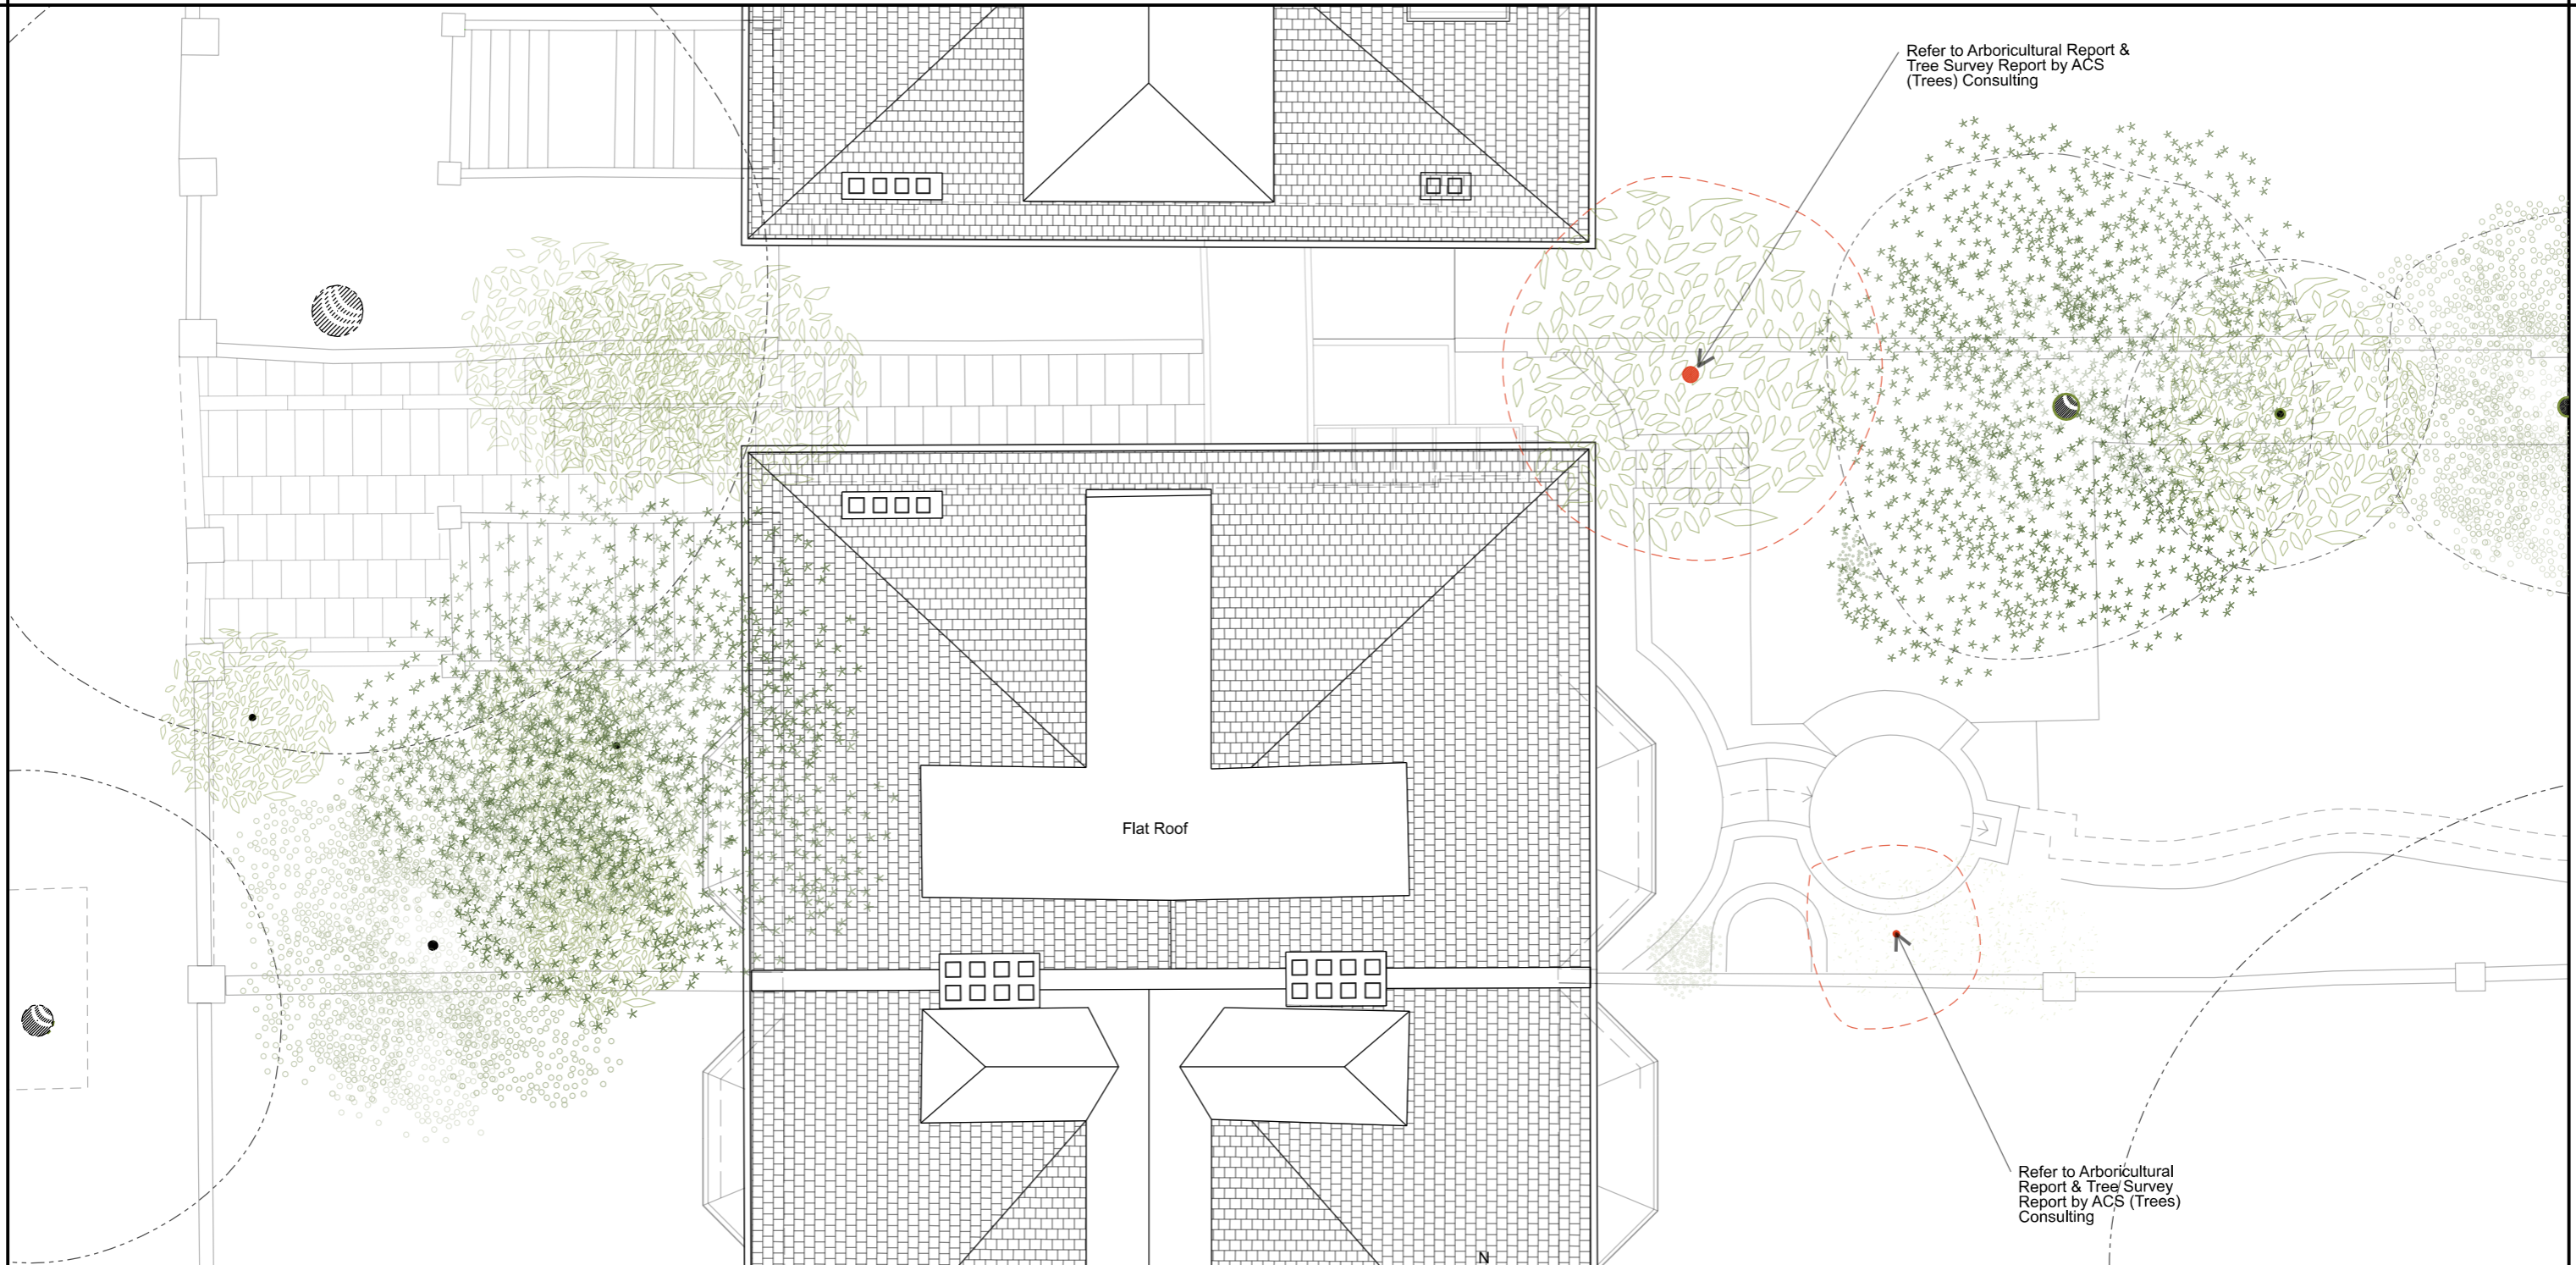 Refer to Arboricultural Report &
Tree Survey Report by ACS
(Trees) Consulting
Flat Roof
Refer to Arboricultural
Report & Tree Survey
Report by ACS (Trees)
Consulting
N